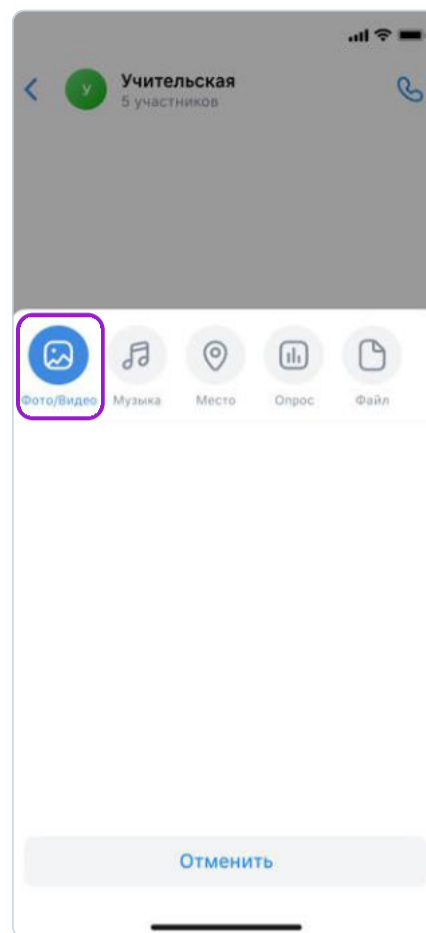 Учительская
У
5 участников
Фото/Видео Музыка Место Опрос Файл
Отменить